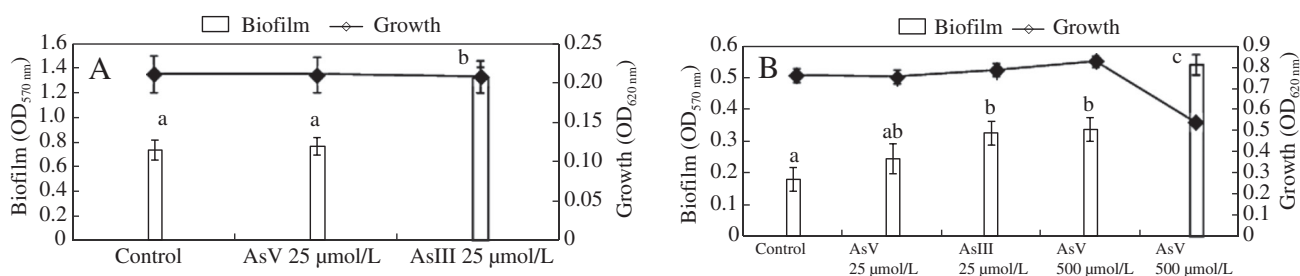 Biofilm Growth
A
Biofilm (OD570 nm)
1.6
1.4
1.2
1.0
0.8
0.6
0.4
0.2
0
a
a
b
0.25
0.20
0.15
0.10
0.05
0
Growth (OD620 nm)
Control AsV 25 μmol/L AsIII 25 μmol/L
Biofilm Growth
B
Biofilm (OD570 nm)
0.6
0.5
0.4
0.3
0.2
0.1
0
a
ab
b
b
c
0.9
0.8
0.7
0.6
0.5
0.4
0.3
0.2
0.1
0
Growth (OD620 nm)
Control AsV AsIII AsV AsV
25 μmol/L 25 μmol/L 500 μmol/L 500 μmol/L